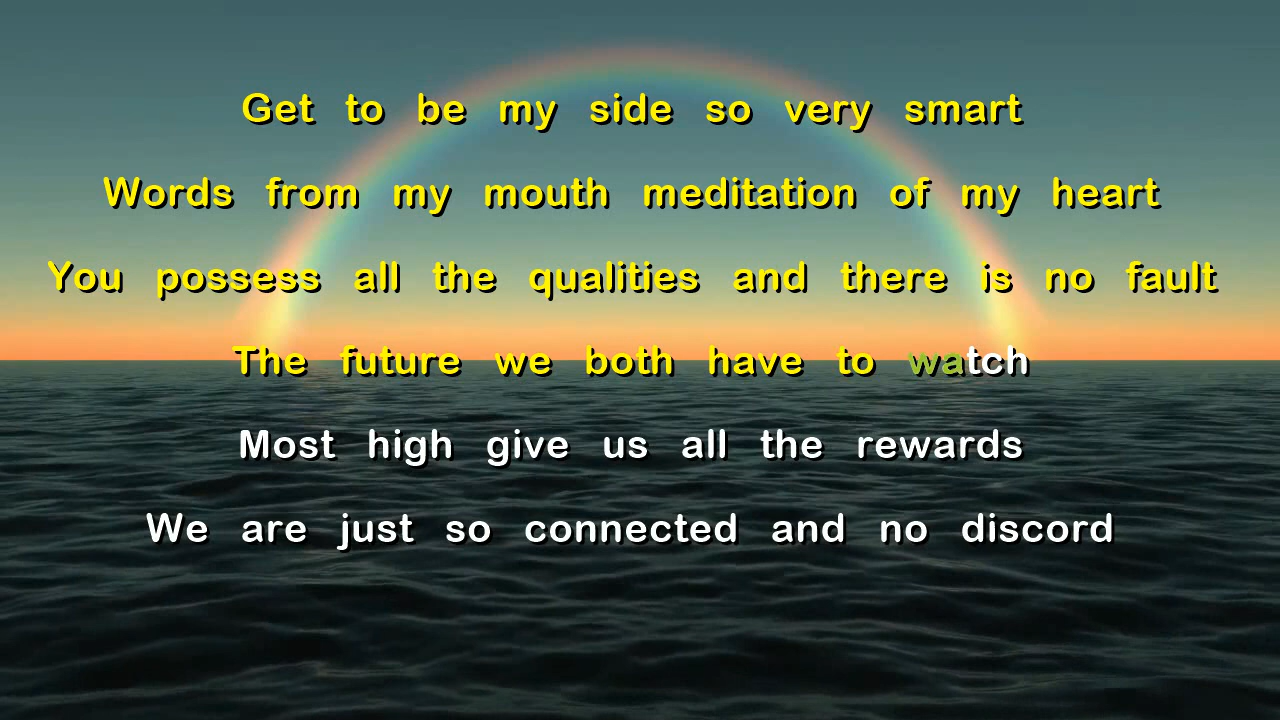 Get to be my side so very smart
Words from my mouth meditation of my heart
You possess all the qualities and there is no fault
The future we both have to watch
Most high give us all the rewards
We are just so connected and no discord